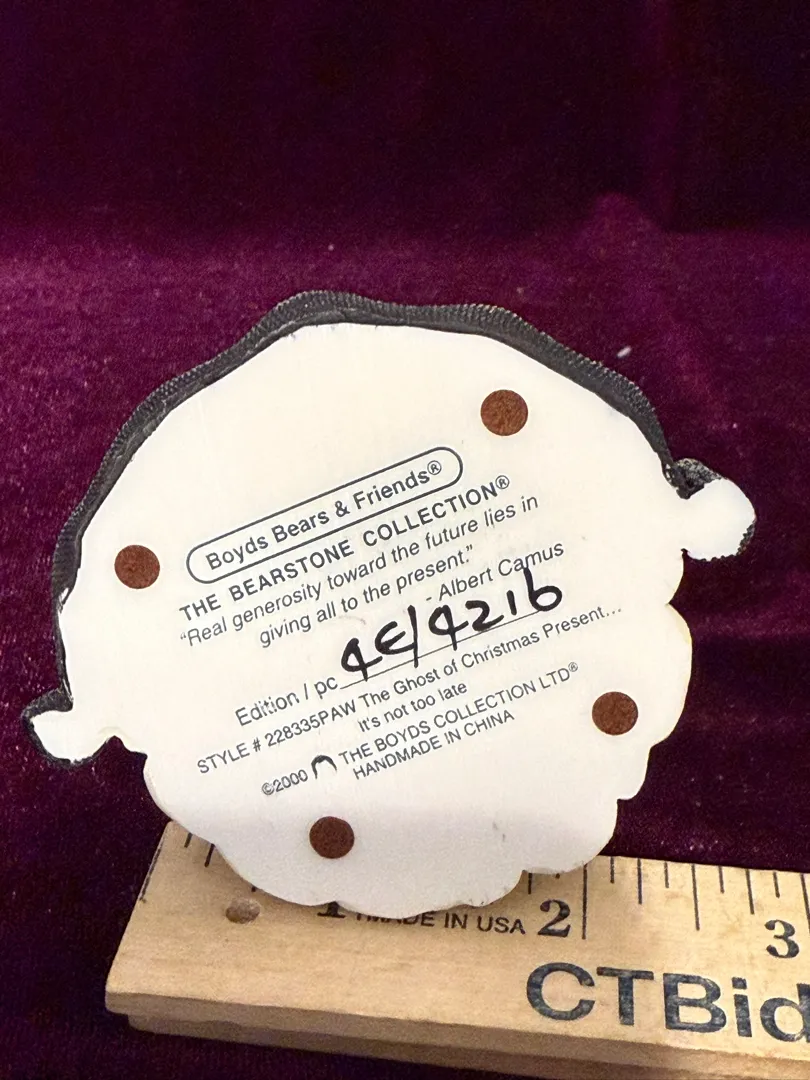 Boyds Bears & Friends®
THE BEARSTONE COLLECTION®
“Real generosity toward the future lies in
giving all to the present.”
- Albert Camus
Edition / pc 4E/4216
STYLE # 228335PAW The Ghost of Christmas Present...
It's not too late
©2000 THE BOYDS COLLECTION LTD®
HANDMADE IN CHINA
1 MADE IN USA 2 3
CTBid